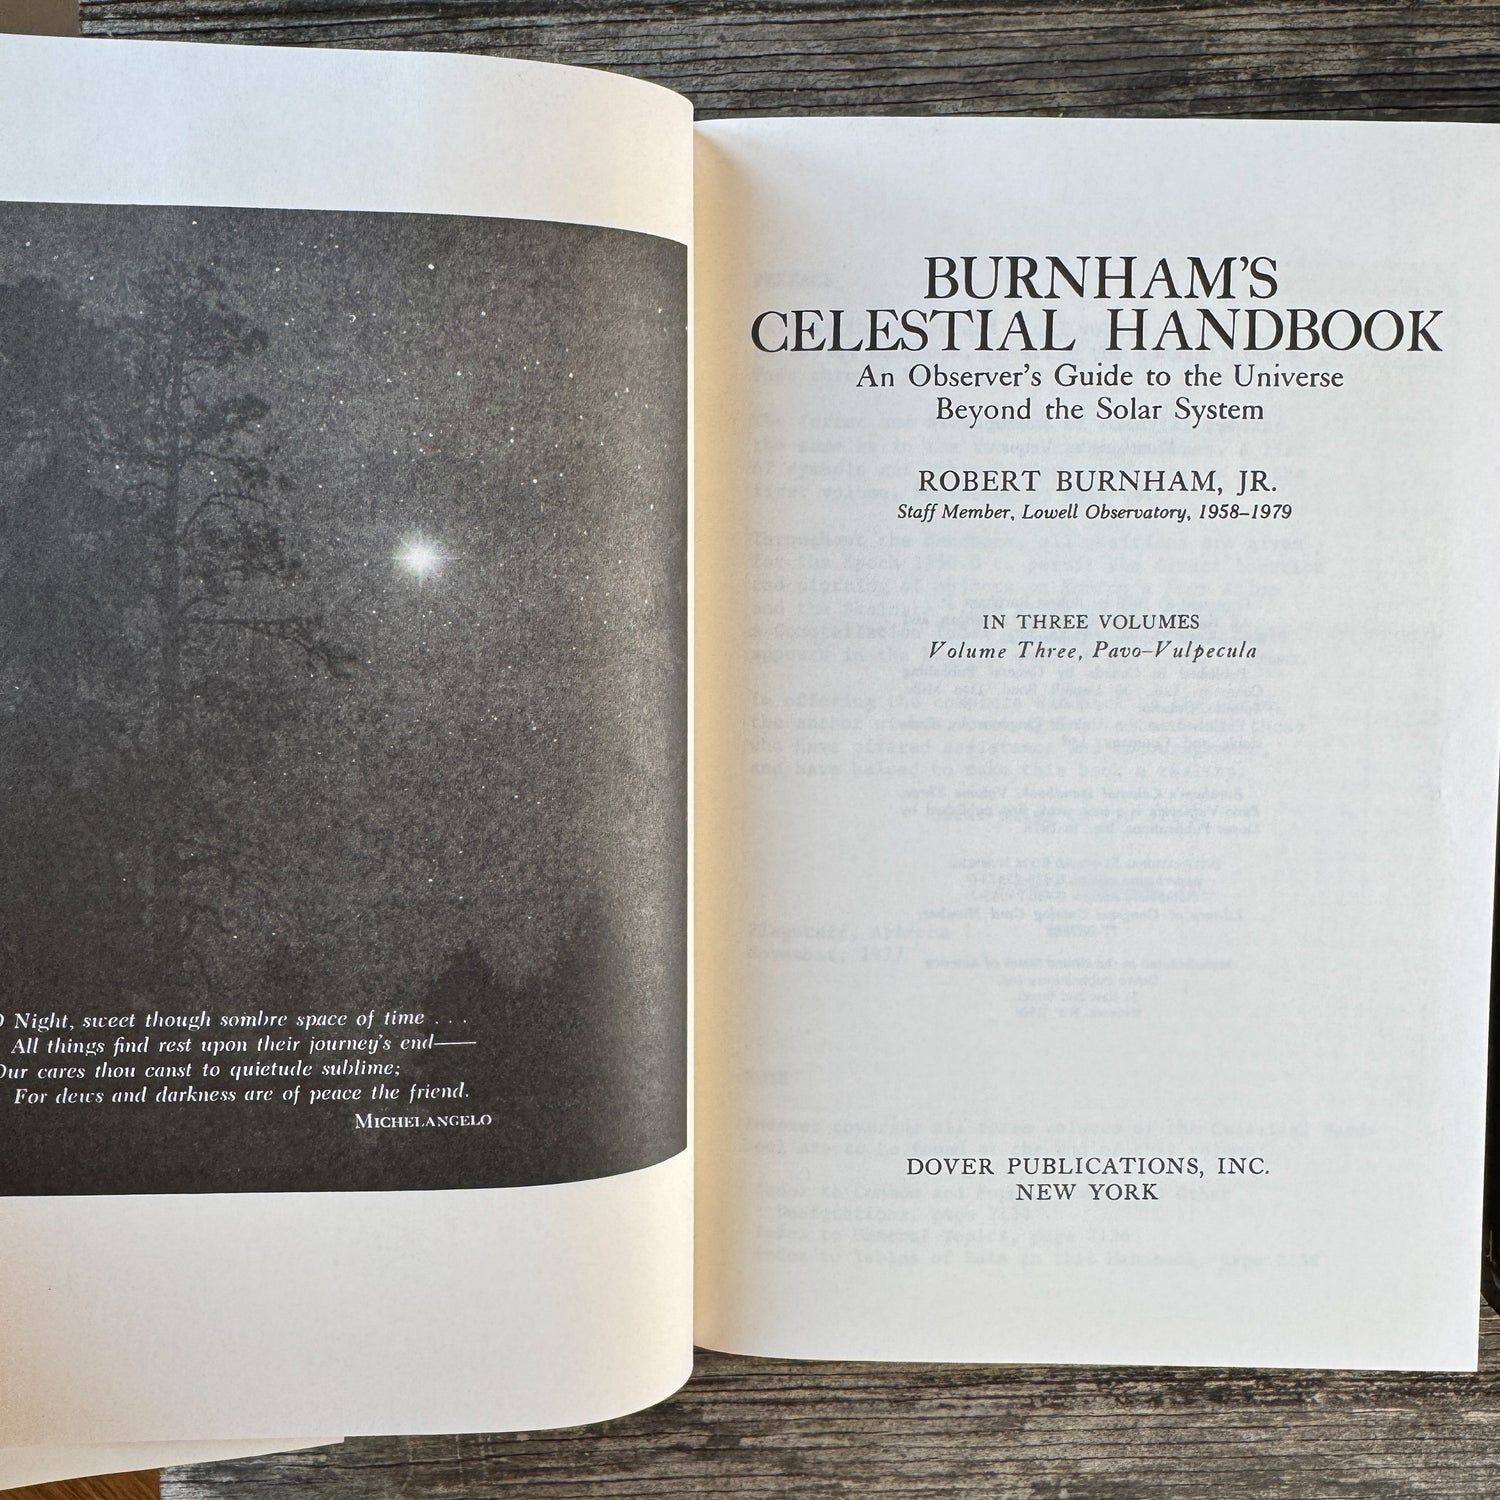 Night, sweet though sombre space of time . . .
All things find rest upon their journey's end——
Our cares thou canst to quietude sublime;
For dews and darkness are of peace the friend.
MICHELANGELO
BURNHAM'S
CELESTIAL HANDBOOK
An Observer's Guide to the Universe
Beyond the Solar System
ROBERT BURNHAM, JR.
Staff Member, Lowell Observatory, 1958–1979
IN THREE VOLUMES
Volume Three, Pavo–Vulpecula
DOVER PUBLICATIONS, INC.
NEW YORK